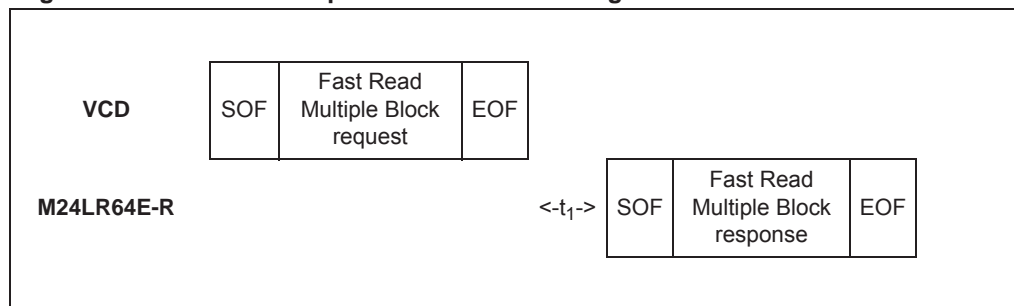 VCD
SOF
Fast Read
Multiple Block
request
EOF
M24LR64E-R
<-t1->
SOF
Fast Read
Multiple Block
response
EOF